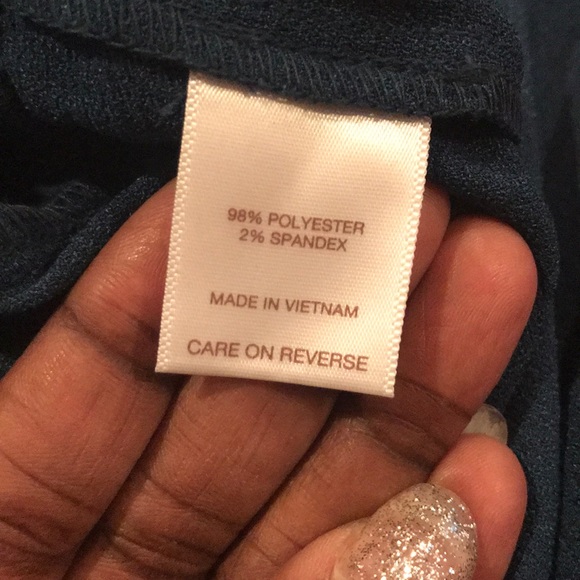 98% POLYESTER
2% SPANDEX
MADE IN VIETNAM
CARE ON REVERSE